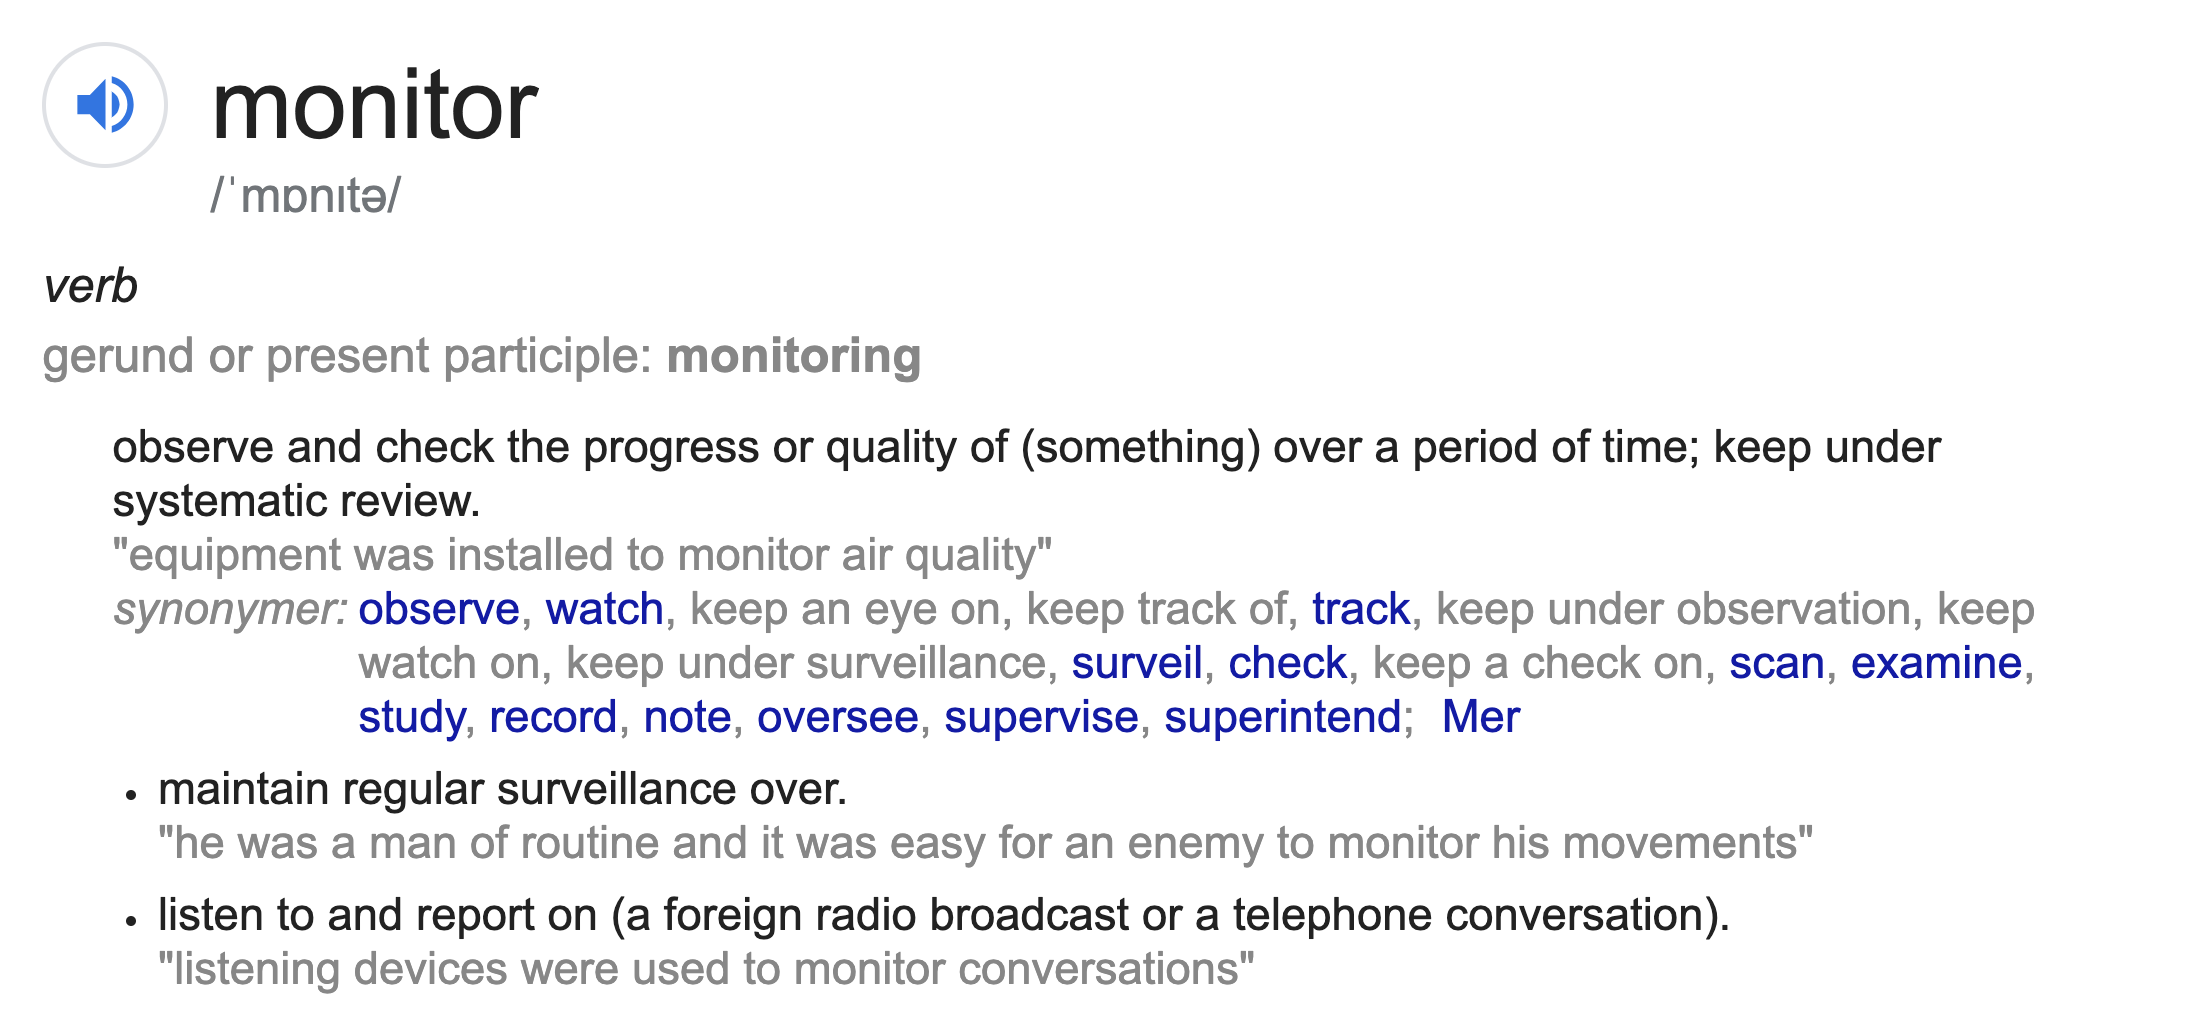 monitor
/ˈmɒnɪtə/
verb
gerund or present participle: monitoring
observe and check the progress or quality of (something) over a period of time; keep under
systematic review.
"equipment was installed to monitor air quality"
synonymer: observe, watch, keep an eye on, keep track of, track, keep under observation, keep
watch on, keep under surveillance, surveil, check, keep a check on, scan, examine,
study, record, note, oversee, supervise, superintend; Mer
• maintain regular surveillance over.
"he was a man of routine and it was easy for an enemy to monitor his movements"
• listen to and report on (a foreign radio broadcast or a telephone conversation).
"listening devices were used to monitor conversations"